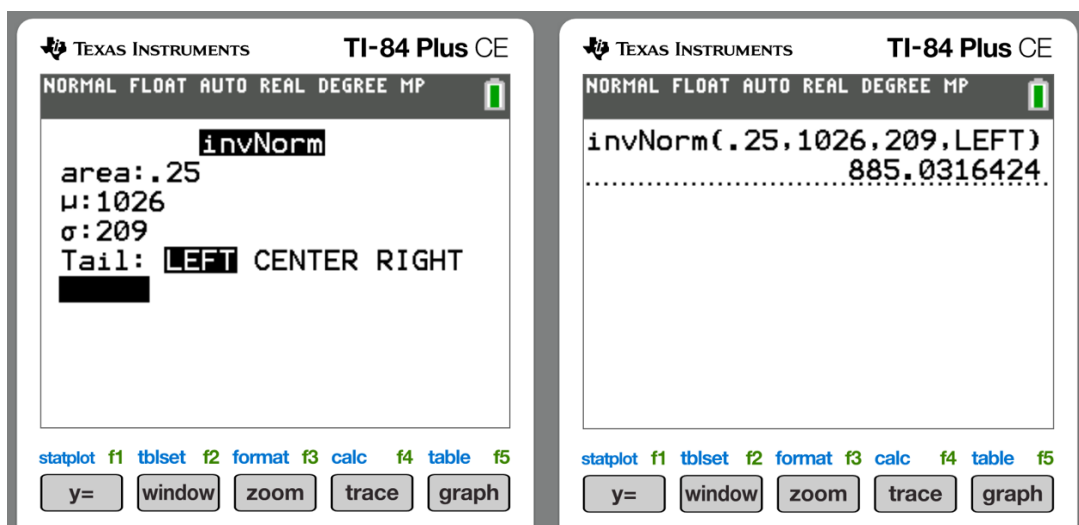 TEXAS INSTRUMENTS TI-84 Plus CE
NORMAL FLOAT AUTO REAL DEGREE MP
invNorm
area:.25
μ:1026
σ:209
Tail: LEFT CENTER RIGHT
statplot f1 tblset f2 format f3 calc f4 table f5
y= window zoom trace graph
TEXAS INSTRUMENTS TI-84 Plus CE
NORMAL FLOAT AUTO REAL DEGREE MP
invNorm(.25,1026,209,LEFT)
885.0316424
statplot f1 tblset f2 format f3 calc f4 table f5
y= window zoom trace graph